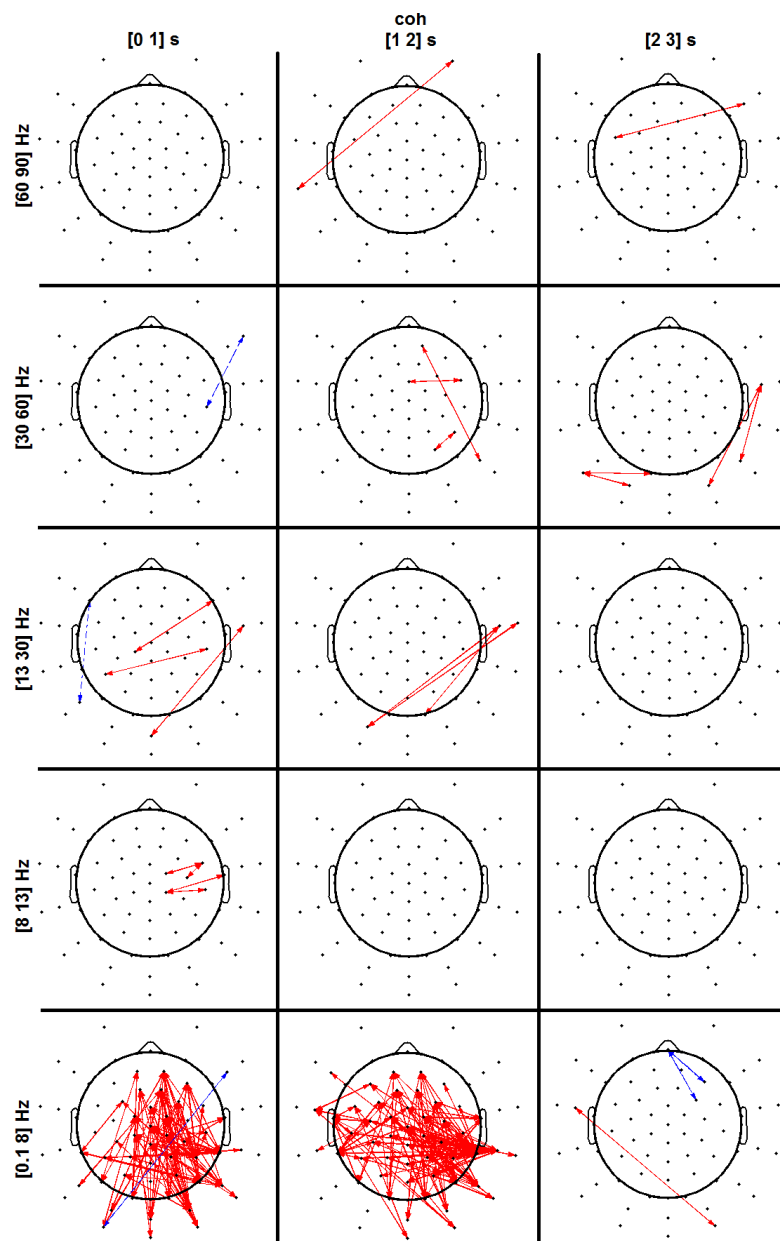 coh
[0 1] s
[1 2] s
[2 3] s
[60 90] Hz
[30 60] Hz
[13 30] Hz
[8 13] Hz
[0.1 8] Hz